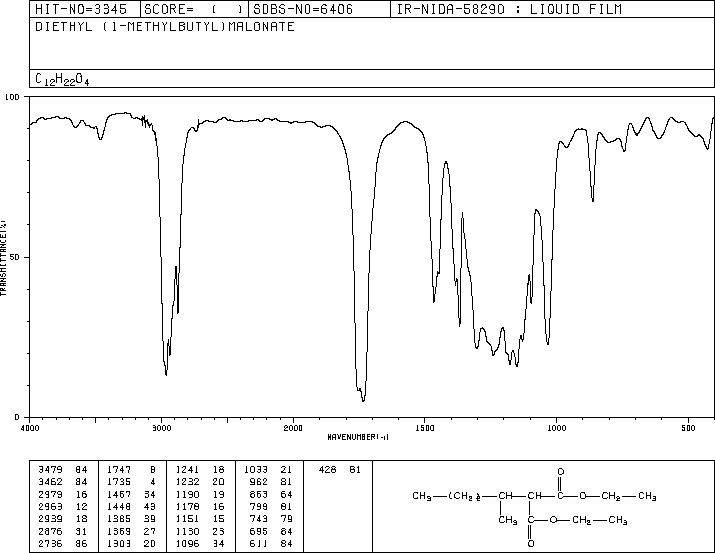 HIT-NO=3345 SCORE= ( ) SDBS-NO=6406 IR-NIDA-58290 : LIQUID FILM
DIETHYL (1-METHYLBUTYL)MALONATE
C12H22O4
100
50
0
TRANSMITTANCE(%)
4000 3000 2000 1500 1000 500
WAVENUMBER(-1)
3479 84 1747 8 1241 18 1033 21 428 81
3462 84 1735 4 1232 20 962 81
2979 16 1467 34 1190 19 863 64
2963 12 1448 43 1178 16 799 81
2939 18 1385 39 1151 15 743 79
2876 31 1369 27 1130 23 695 84
2736 86 1303 20 1096 34 611 84
O
CH3 (CH2)2 CH CH C O CH2 CH3
CH3 C O CH2 CH3
O